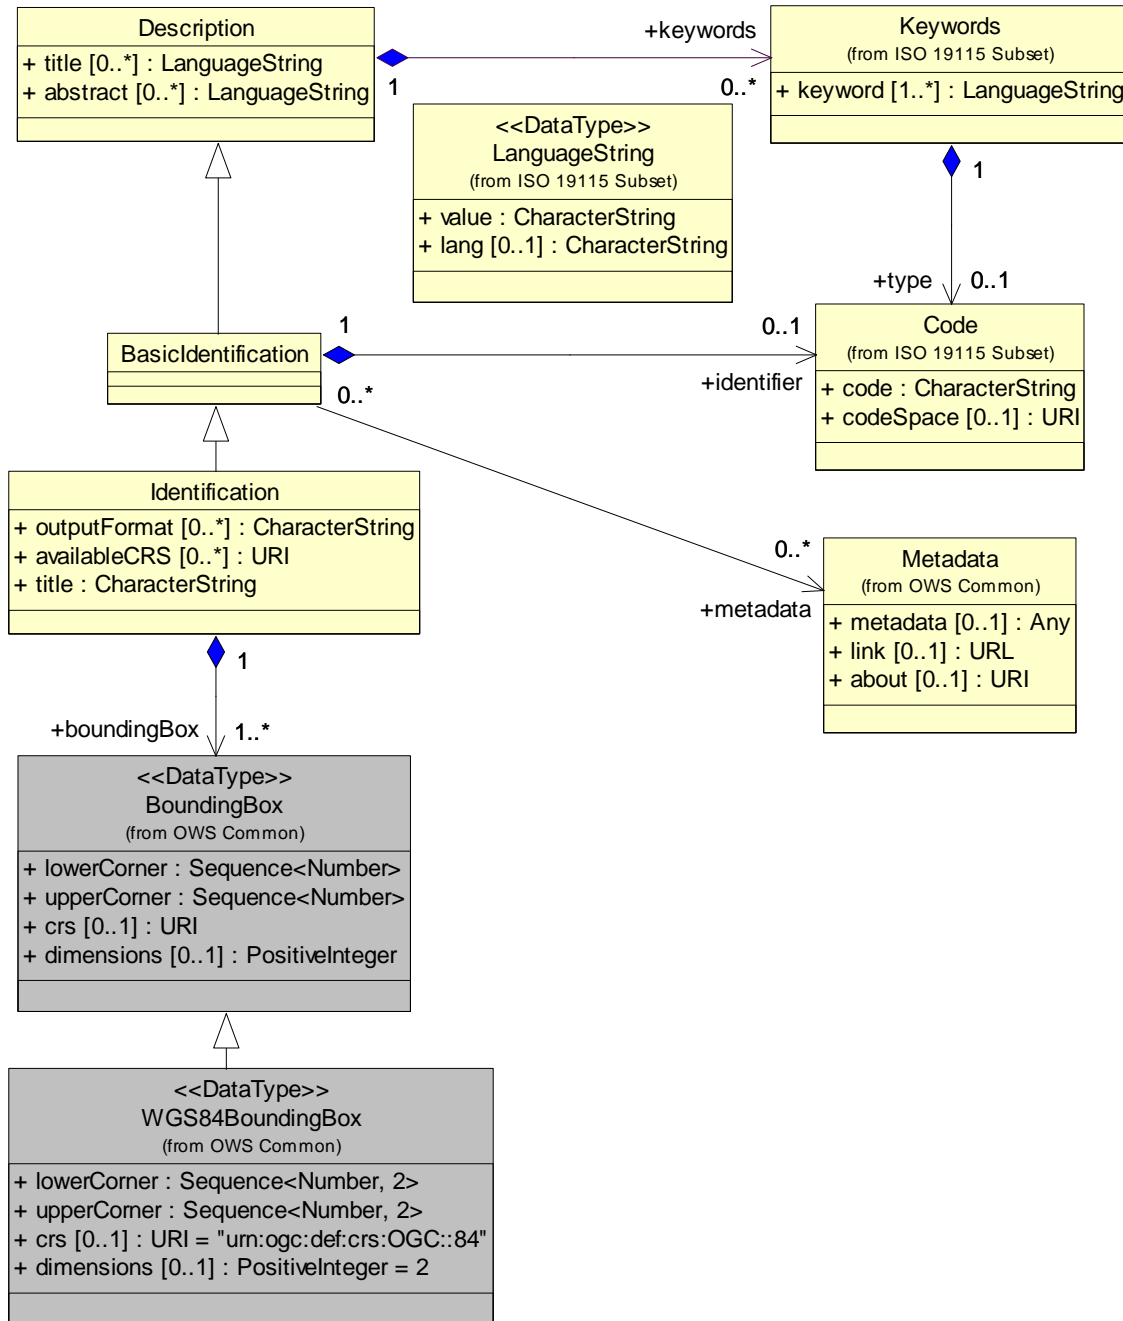 Description
+ title [0..*] : LanguageString
+ abstract [0..*] : LanguageString
1
+keywords
0..*
Keywords
(from ISO 19115 Subset)
+ keyword [1..*] : LanguageString
<<DataType>>
LanguageString
(from ISO 19115 Subset)
+ value : CharacterString
+ lang [0..1] : CharacterString
1
+type
0..1
BasicIdentification
1
0..1
+identifier
0..*
Code
(from ISO 19115 Subset)
+ code : CharacterString
+ codeSpace [0..1] : URI
Identification
+ outputFormat [0..*] : CharacterString
+ availableCRS [0..*] : URI
+ title : CharacterString
0..*
+metadata
Metadada
(from OWS Common)
+ metadata [0..1] : Any
+ link [0..1] : URL
+ about [0..1] : URI
1
+boundingBox
1..*
<<DataType>>
BoundingBox
(from OWS Common)
+ lowerCorner : Sequence<Number>
+ upperCorner : Sequence<Number>
+ crs [0..1] : URI
+ dimensions [0..1] : PositiveInteger
<<DataType>>
WGS84BoundingBox
(from OWS Common)
+ lowerCorner : Sequence<Number, 2>
+ upperCorner : Sequence<Number, 2>
+ crs [0..1] : URI = "urn:ogc:def:crs:OGC::84"
+ dimensions [0..1] : PositiveInteger = 2